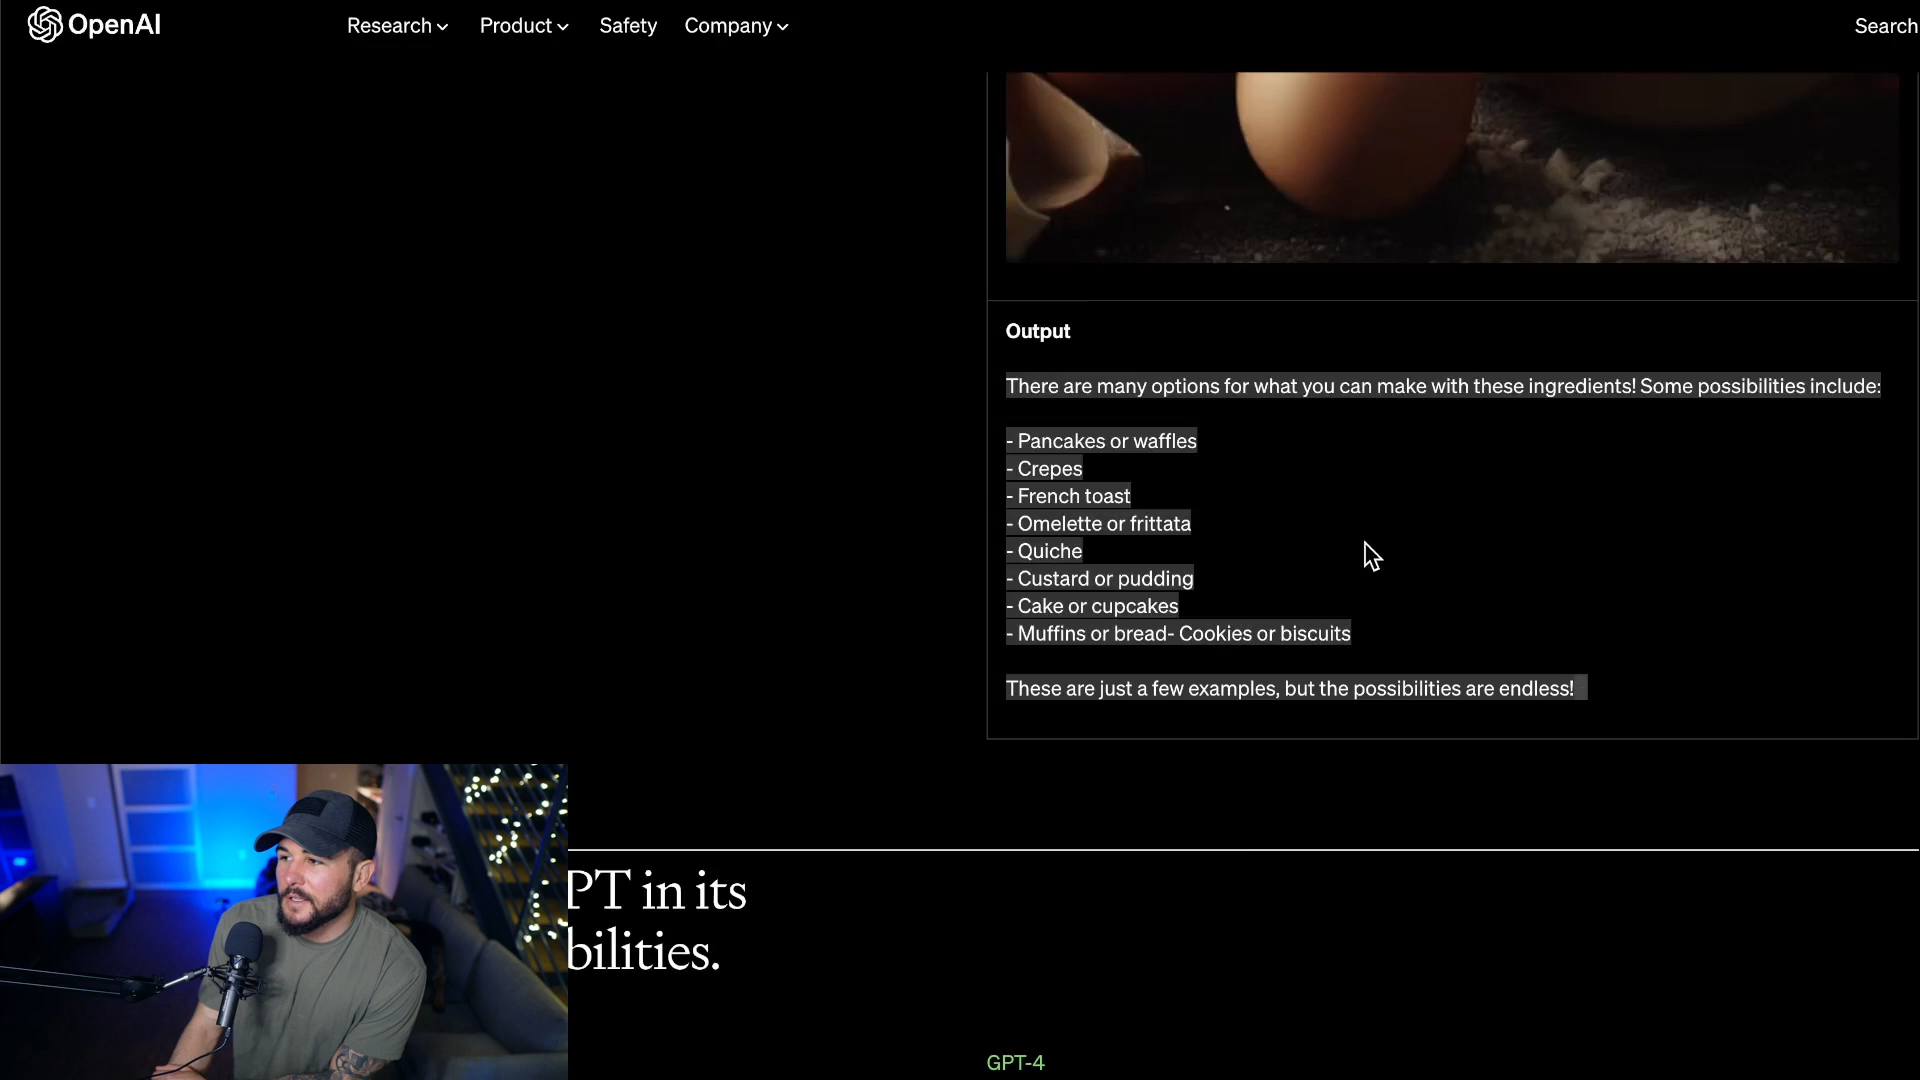 OpenAI
Research Product Safety Company
Search
Output
There are many options for what you can make with these ingredients! Some possibilities include:
- Pancakes or waffles
- Crepes
- French toast
- Omelette or frittata
- Quiche
- Custard or pudding
- Cake or cupcakes
- Muffins or bread- Cookies or biscuits
These are just a few examples, but the possibilities are endless!
PT in its
bilities.
GPT-4